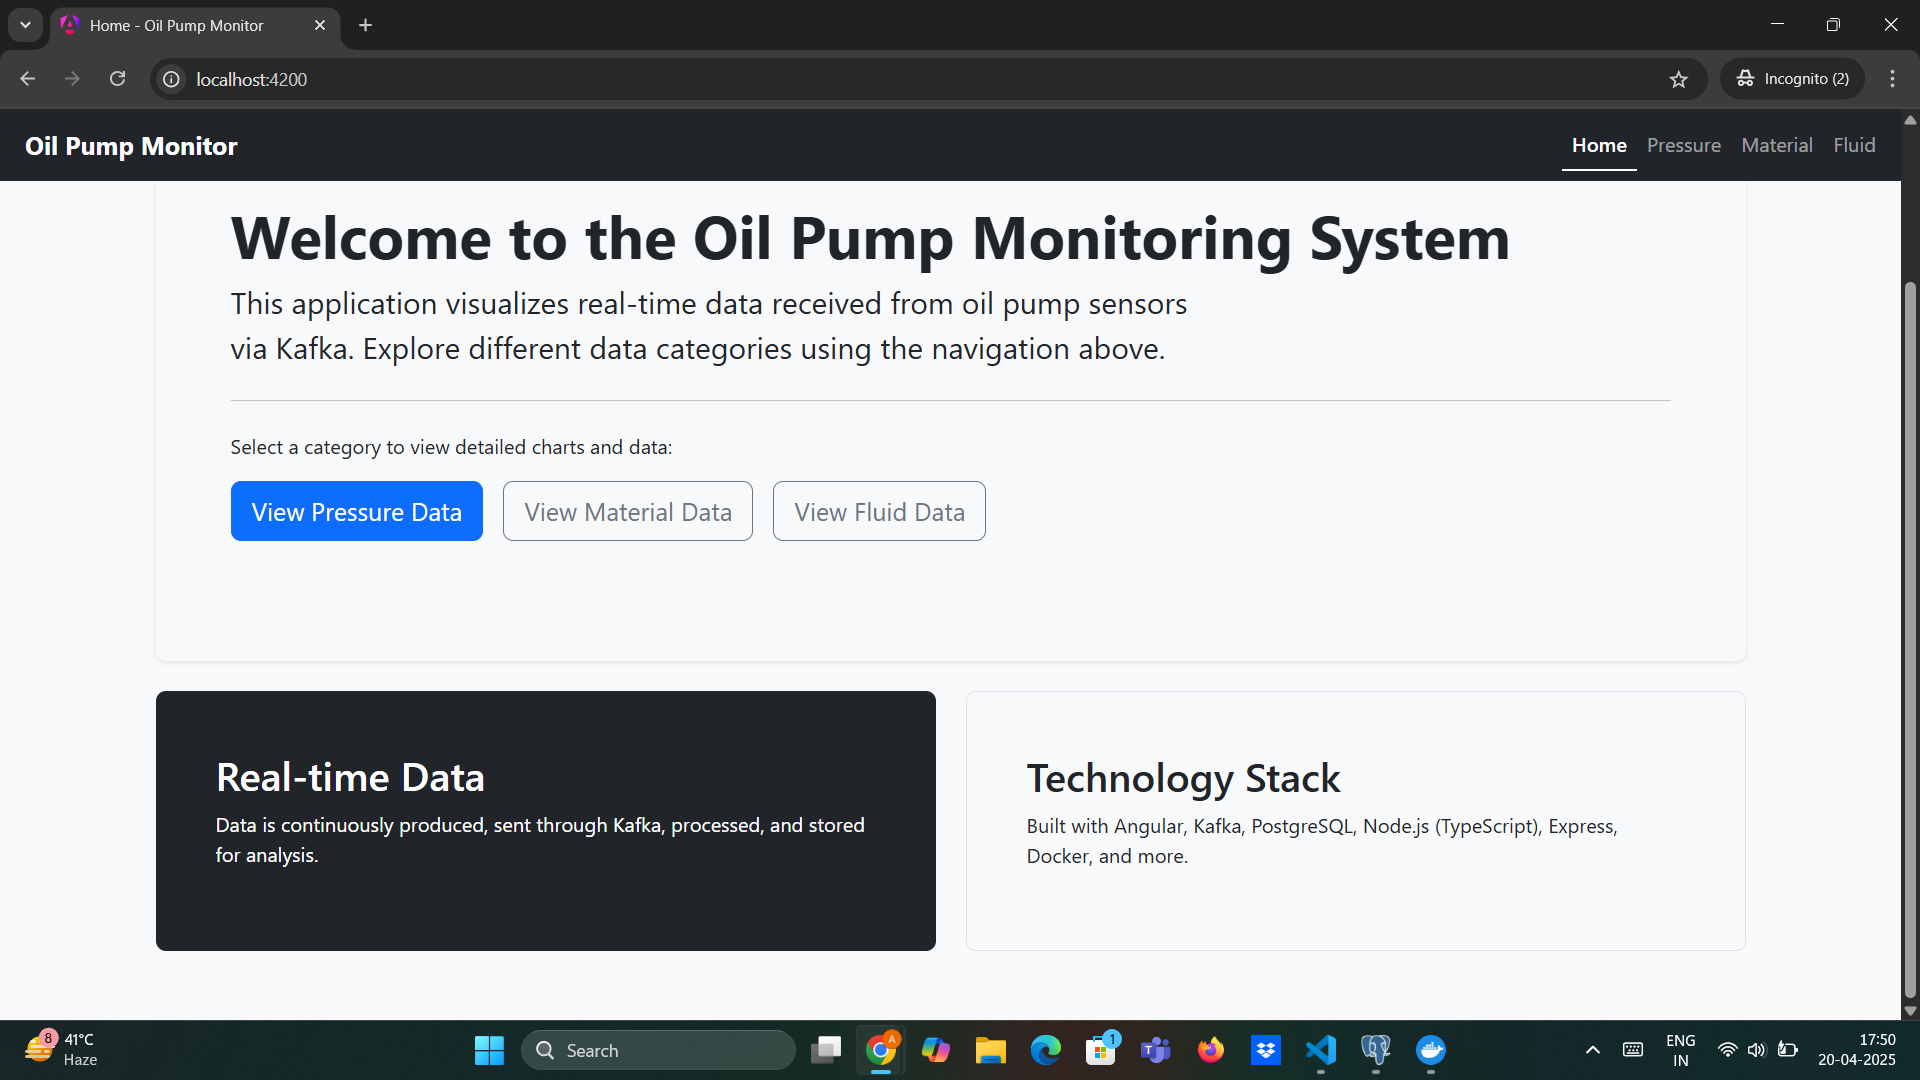 Home - Oil Pump Monitor
localhost:4200
Incognito (2)
Oil Pump Monitor
Home Pressure Material Fluid
Welcome to the Oil Pump Monitoring System
This application visualizes real-time data received from oil pump sensors
via Kafka. Explore different data categories using the navigation above.
Select a category to view detailed charts and data:
View Pressure Data
View Material Data
View Fluid Data
Real-time Data
Data is continuously produced, sent through Kafka, processed, and stored
for analysis.
Technology Stack
Built with Angular, Kafka, PostgreSQL, Node.js (TypeScript), Express,
Docker, and more.
8
41°C
Haze
Search
A
1
T
ENG
IN
17:50
20-04-2025